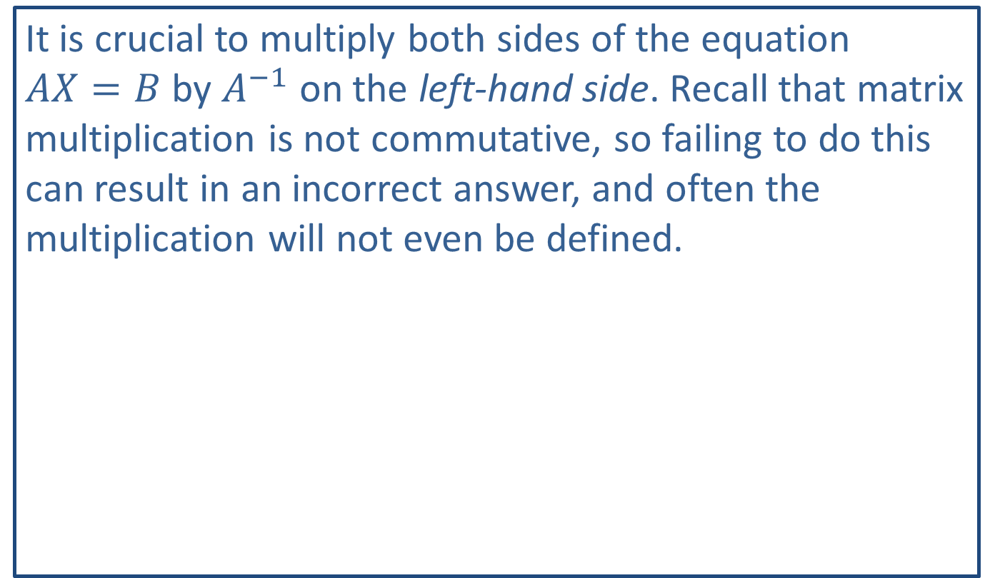 It is crucial to multiply both sides of the equation
𝐴𝑋 = 𝐵 by 𝐴⁻¹ on the left-hand side. Recall that matrix
multiplication is not commutative, so failing to do this
can result in an incorrect answer, and often the
multiplication will not even be defined.